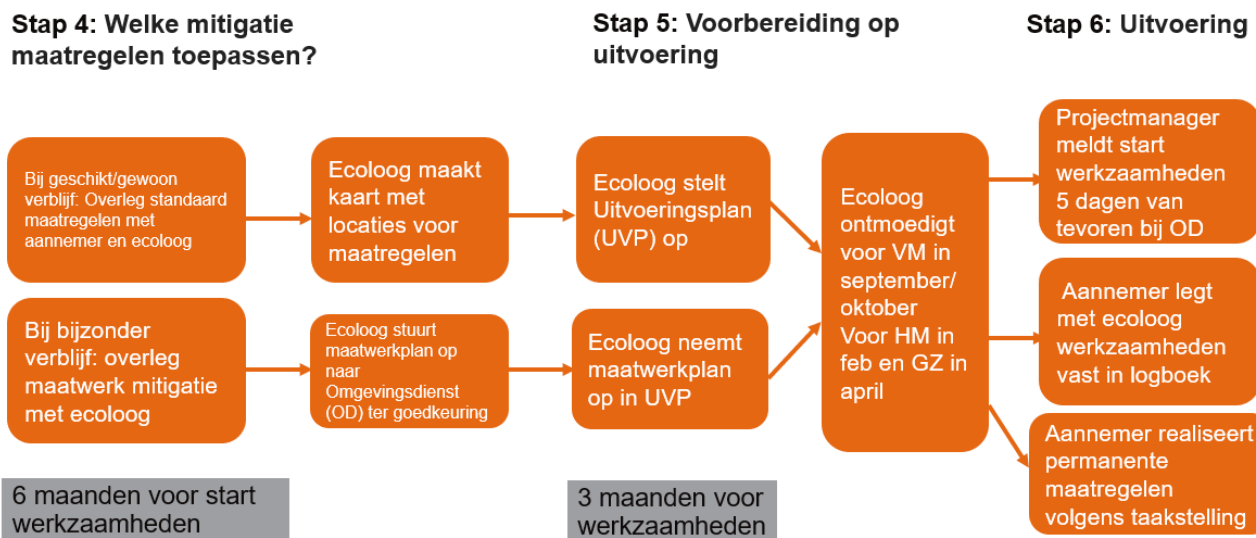 Stap 4: Welke mitigatie
maatregelen toepassen?
Stap 5: Voorbereiding op
uitvoering
Stap 6: Uitvoering
Bij geschikt/gewoon
verblijf: Overleg standaard
maatregelen met
aannemer en ecoloog
Ecoloog maakt
kaart met
locaties voor
maatregelen
Ecoloog stelt
Uitvoeringsplan
(UVP) op
Ecoloog
ontmoedigt
voor VM in
september/
oktober
Voor HM in
feb en GZ in
april
Projectmanager
meldt start
werkzaamheden
5 dagen van
tevoren bij OD
Bij bijzonder
verblijf: overleg
maatwerk mitigatie
met ecoloog
Ecoloog stuurt
maatwerkplan op
naar
Omgevingsdienst
(OD) ter goedkeuring
Ecoloog neemt
maatwerkplan
op in UVP
Aannemer legt
met ecoloog
werkzaamheden
vast in logboek
Aannemer realiseert
permanente
maatregelen
volgens taakstelling
6 maanden voor start
werkzaamheden
3 maanden voor
werkzaamheden